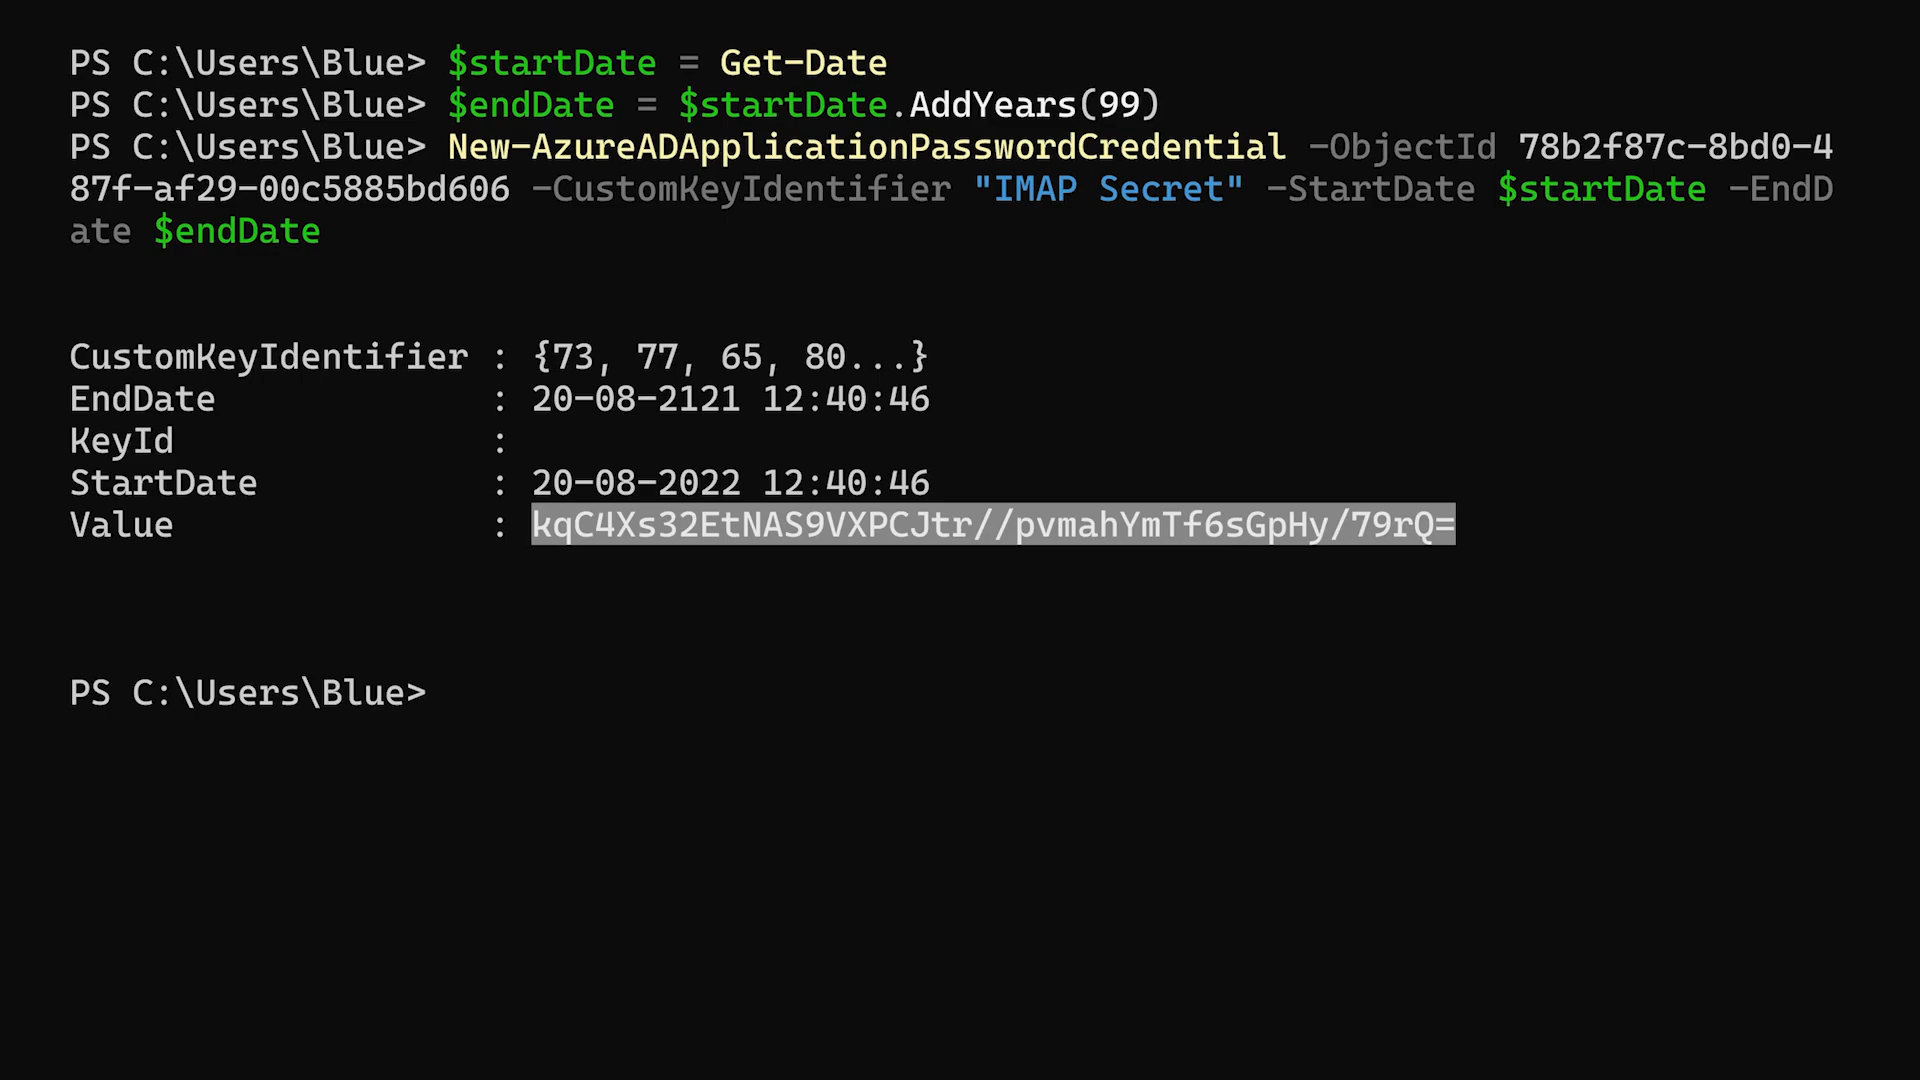 PS C:\Users\Blue> $startDate = Get-Date
PS C:\Users\Blue> $endDate = $startDate.AddYears(99)
PS C:\Users\Blue> New-AzureADApplicationPasswordCredential -ObjectId 78b2f87c-8bd0-4
87f-af29-00c5885bd606 -CustomKeyIdentifier "IMAP Secret" -StartDate $startDate -EndD
ate $endDate
CustomKeyIdentifier : {73, 77, 65, 80...}
EndDate : 20-08-2121 12:40:46
KeyId :
StartDate : 20-08-2022 12:40:46
Value : kqC4Xs32EtNAS9VXPCJtr//pvmahYmTf6sGpHy/79rQ=
PS C:\Users\Blue>